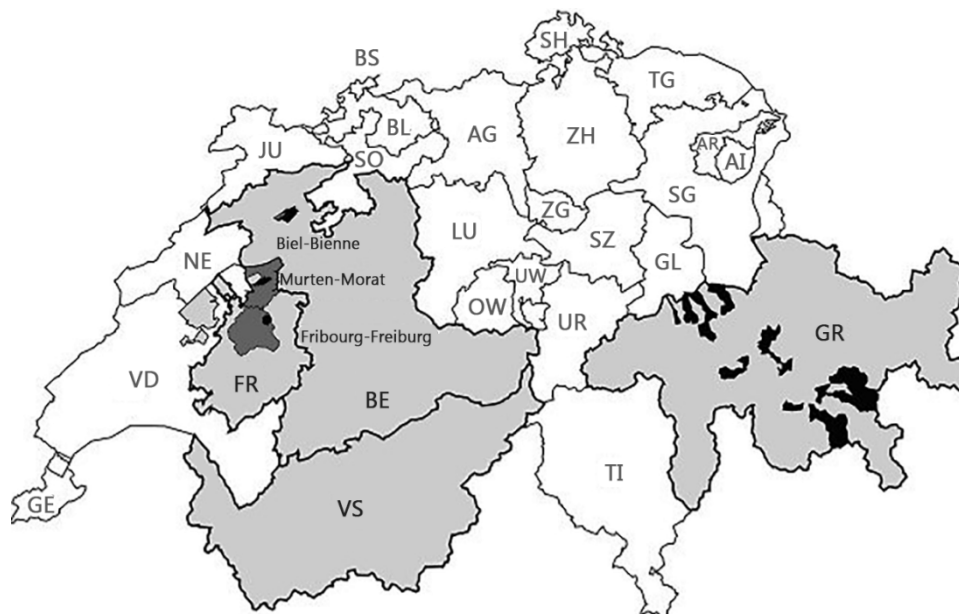 SH
BS
TG
BL
AG
ZH
AR
JU
SO
AI
SG
ZG
LU
SZ
Biel-Bienne
NE
GL
UW
Murten-Morat
OW
UR
GR
Fribourg-Freiburg
VD
FR
BE
TI
GE
VS